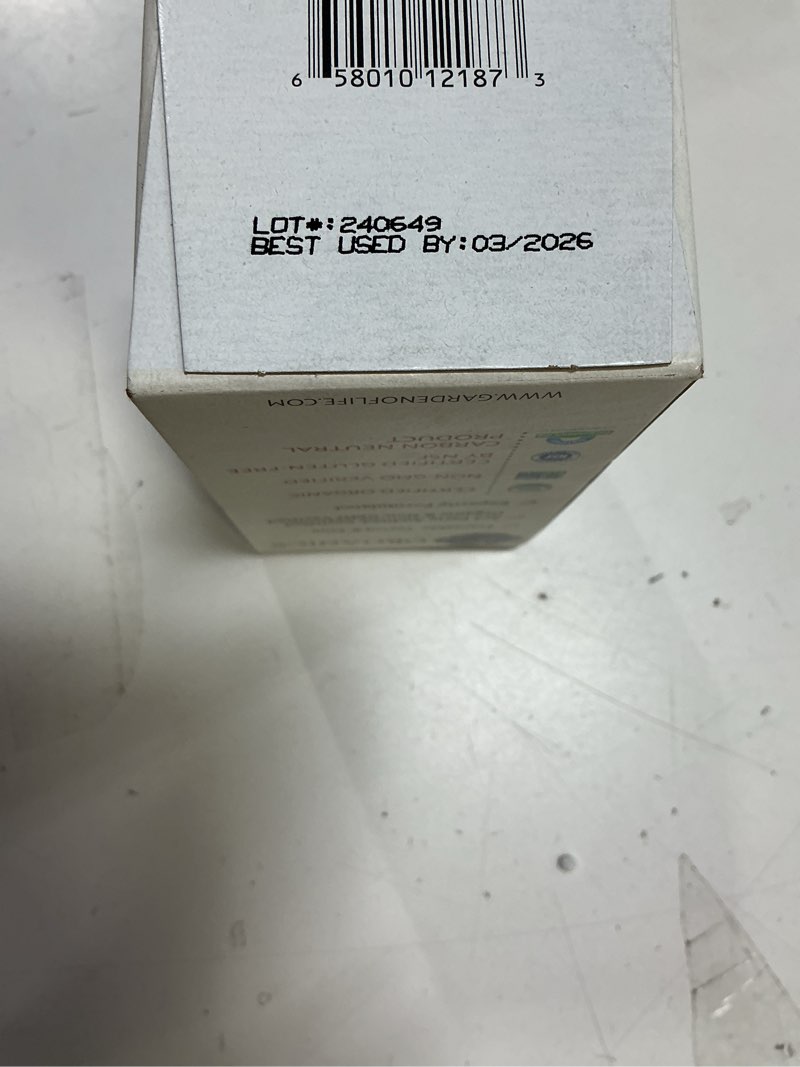 6 58010 12187 3
LOT#:240649
BEST USED BY:03/2026
WWW.GARDENOFLIFE.COM
CARBON NEUTRAL
PRODUCT
CERTIFIED GLUTEN-FREE
BY NSF
NON-GMO VERIFIED
CERTIFIED ORGANIC